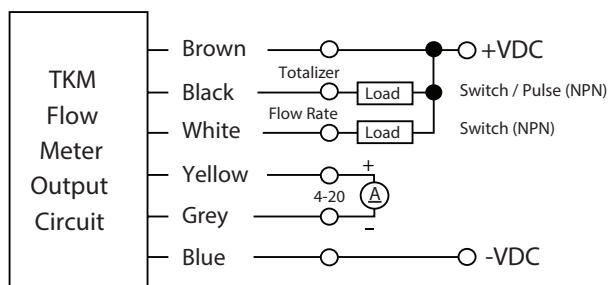 TKM
Flow
Meter
Output
Circuit
Brown
+VDC
Totalizer
Black
Load
Switch / Pulse (NPN)
Flow Rate
White
Load
Switch (NPN)
Yellow
+
4-20
A
Grey
–
Blue
-VDC